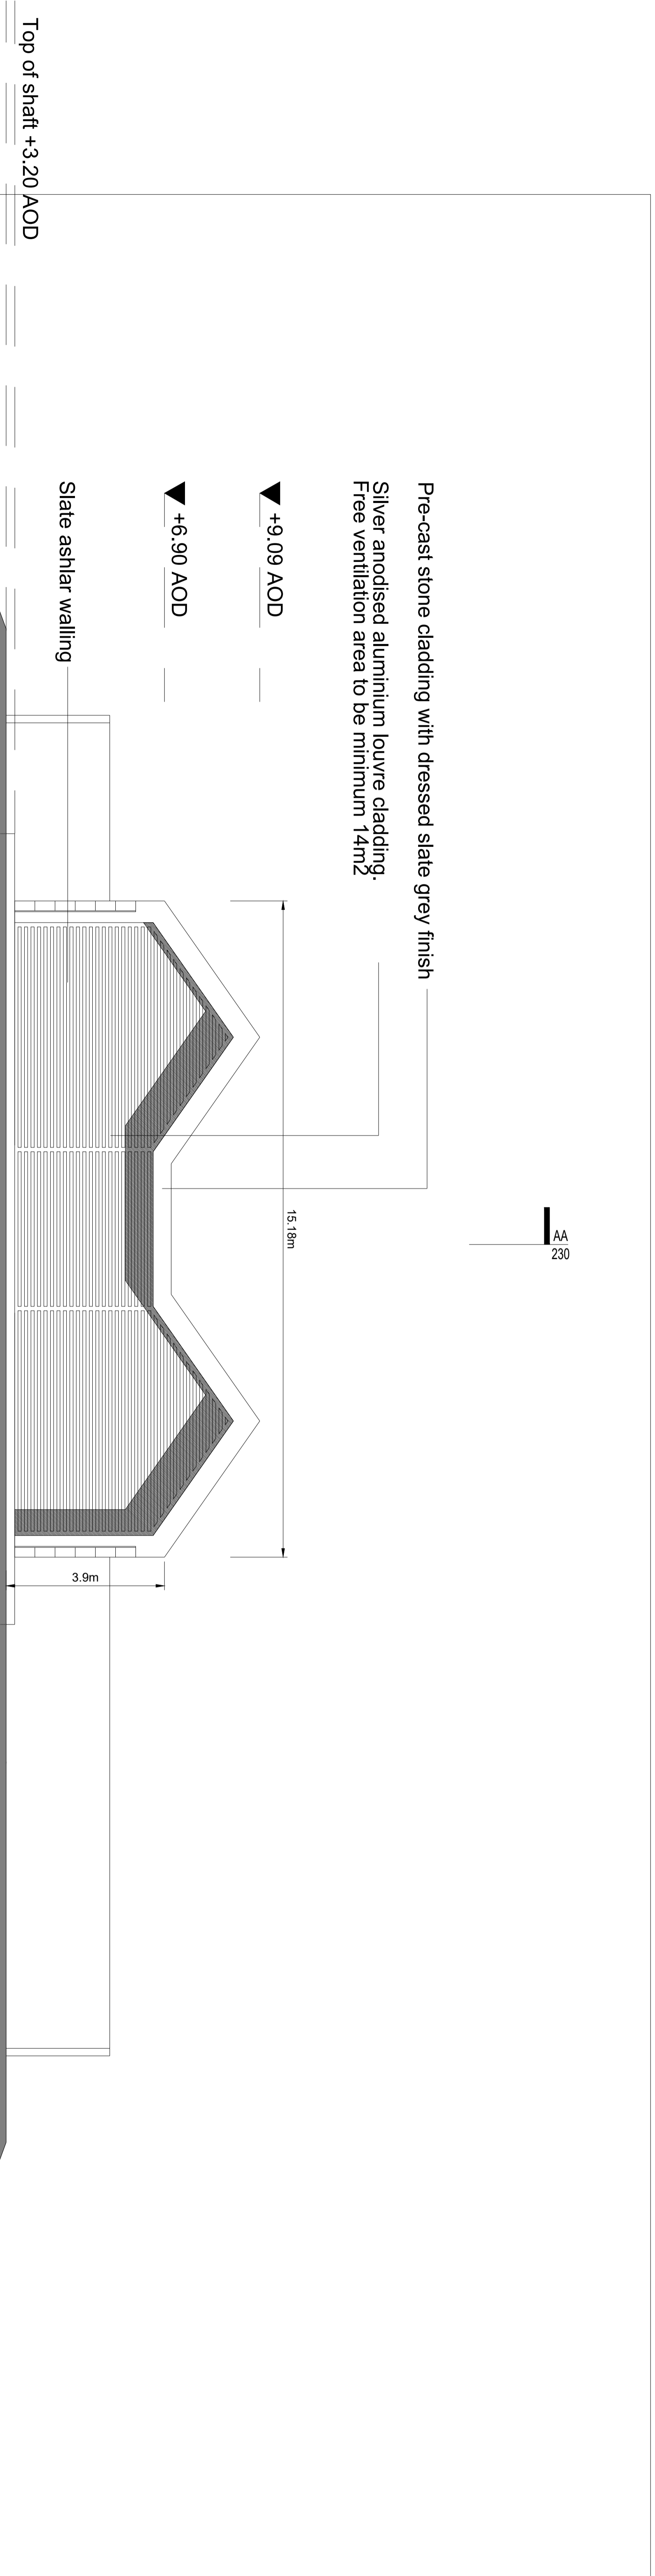 AA
230
Pre-cast stone cladding with dressed slate grey finish
Silver anodised aluminium louvre cladding.
Free ventilation area to be minimum 14m2
15.18m
+9.09 AOD
+6.90 AOD
3.9m
Slate ashlar walling
Top of shaft +3.20 AOD